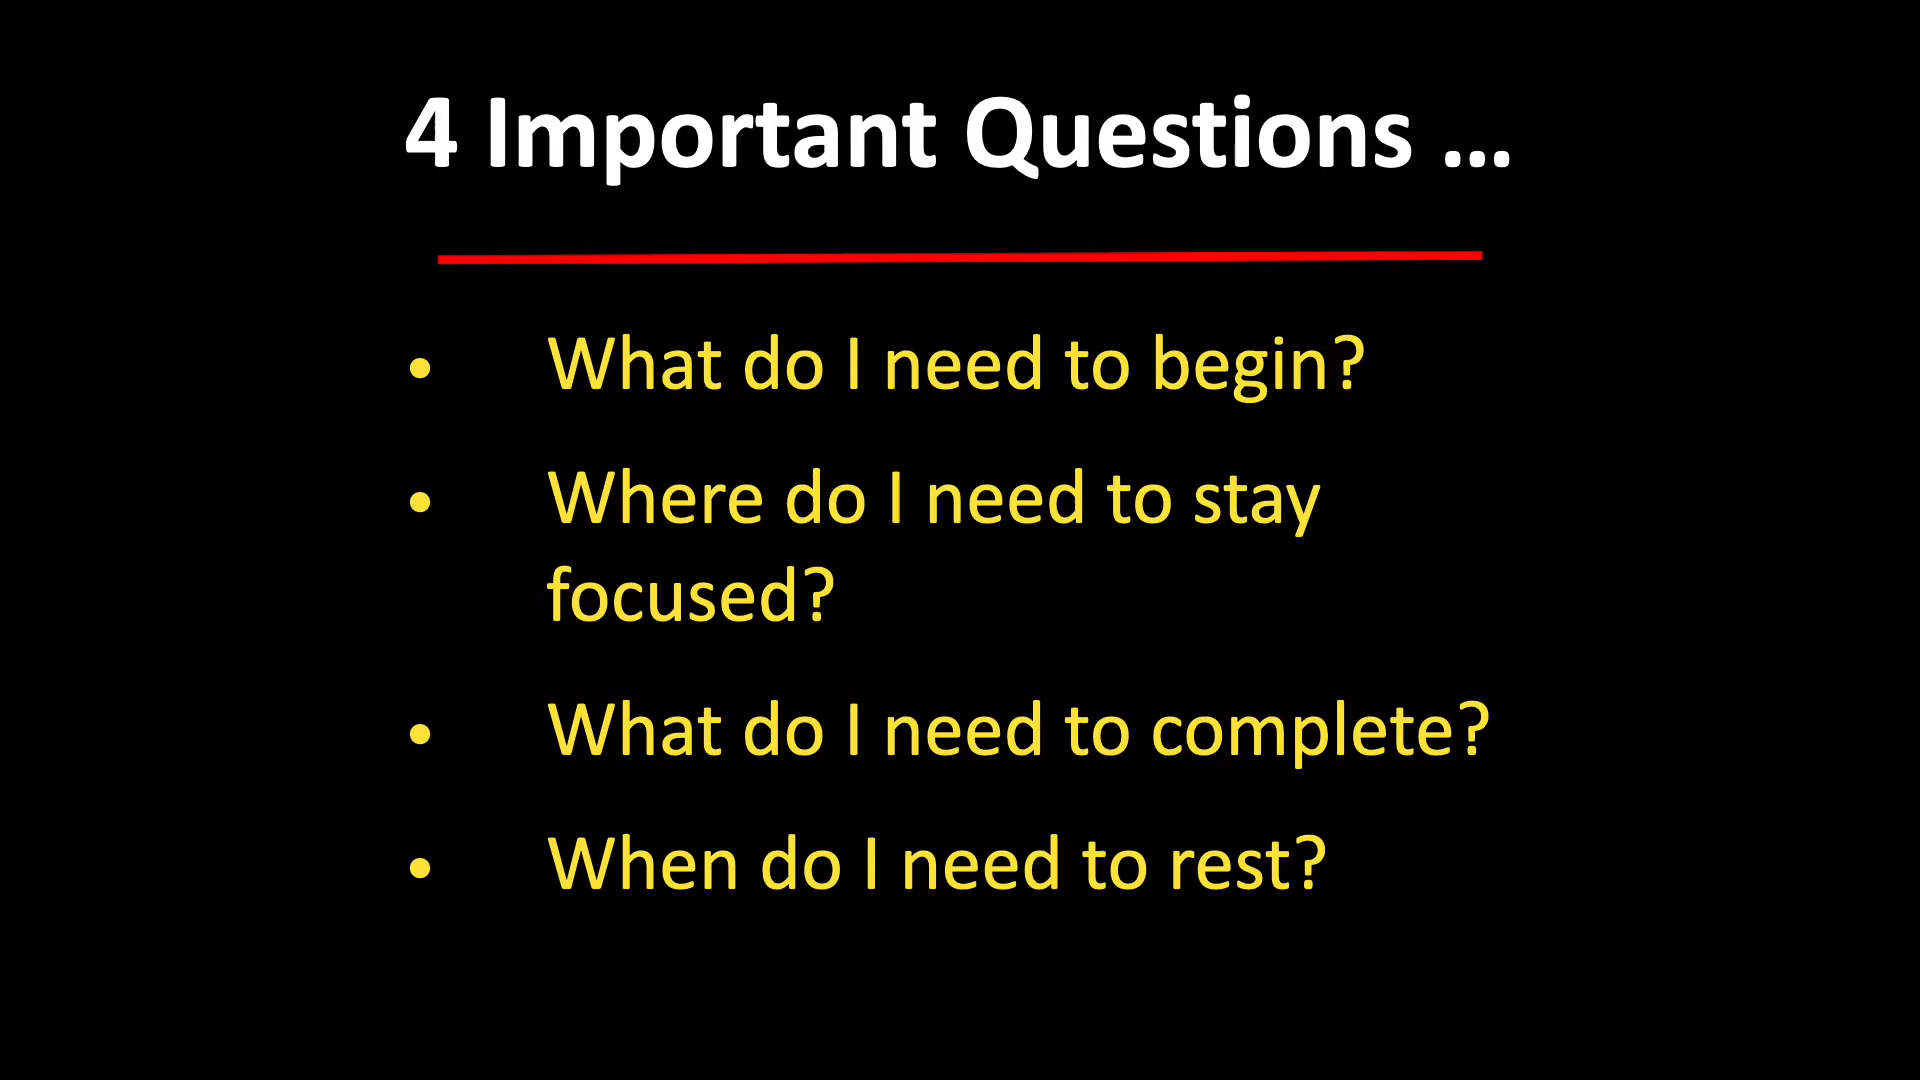 4 Important Questions ...
• What do I need to begin?
• Where do I need to stay
focused?
• What do I need to complete?
• When do I need to rest?